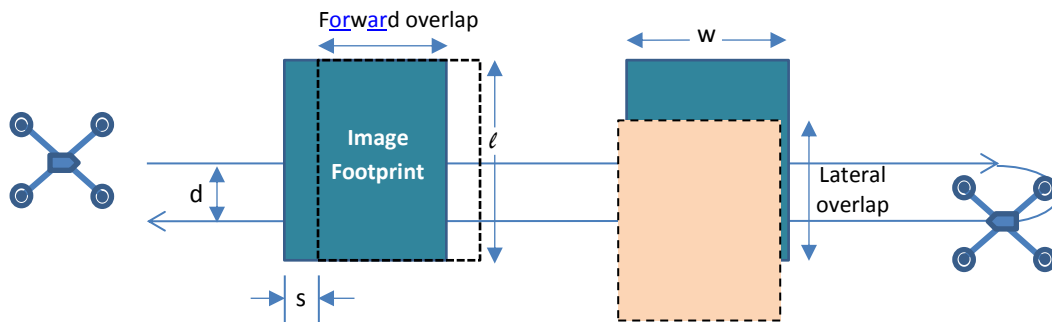 Forward overlap
w
Image
Footprint
ℓ
d
Lateral
overlap
s